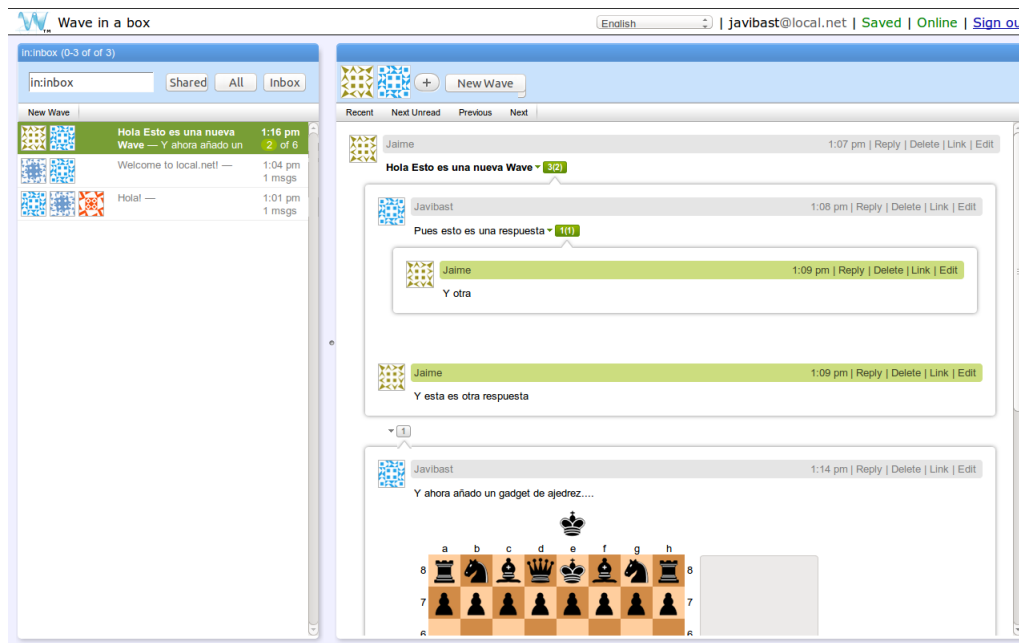 Wave in a box
English | javibast@local.net | Saved | Online | Sign ou
in:inbox (0-3 of of 3)
in:inbox Shared All Inbox
New Wave
Hola Esto es una nueva 1:16 pm
Wave — Y ahora añado un 2 of 6
Welcome to local.net! — 1:04 pm
1 msgs
Hola! — 1:01 pm
1 msgs
+ New Wave
Recent Next Unread Previous Next
Jaime 1:07 pm | Reply | Delete | Link | Edit
Hola Esto es una nueva Wave 3(2)
Javibast 1:08 pm | Reply | Delete | Link | Edit
Pues esto es una respuesta 1(1)
Jaime 1:09 pm | Reply | Delete | Link | Edit
Y otra
Jaime 1:09 pm | Reply | Delete | Link | Edit
Y esta es otra respuesta
1
Javibast 1:14 pm | Reply | Delete | Link | Edit
Y ahora añado un gadget de ajedrez....
a b c d e f g h
8 8
7 7
6 6